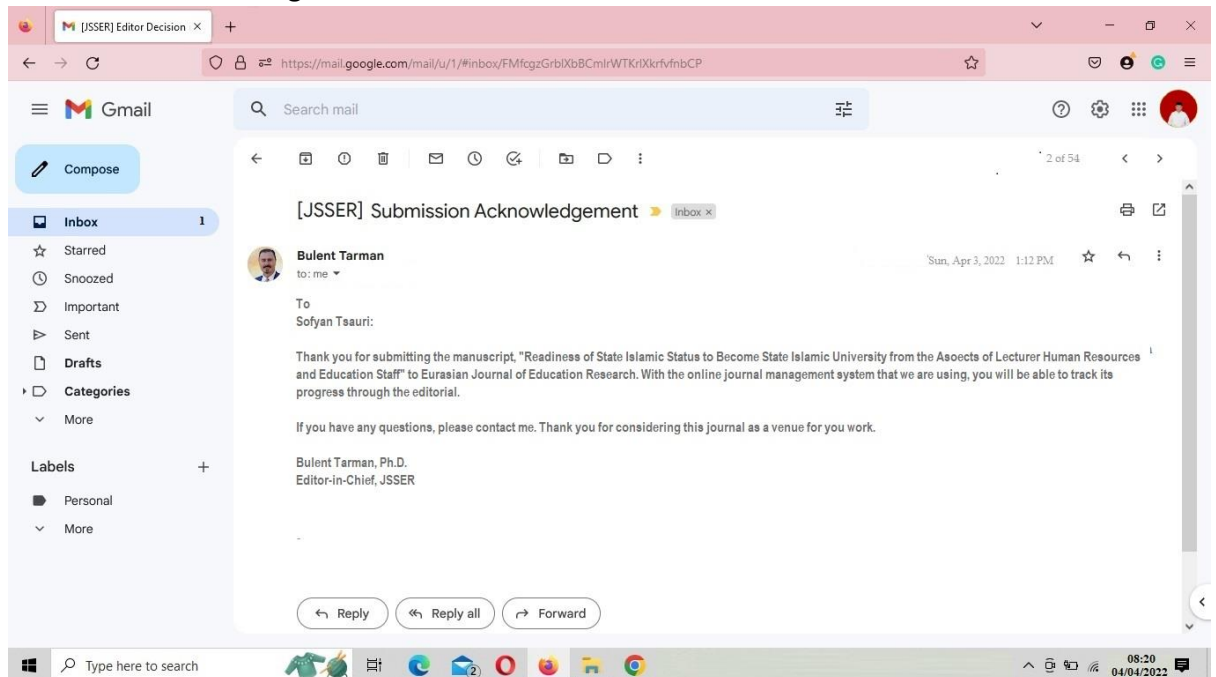 [JSSER] Editor Decision ×
+
https://mail.google.com/mail/u/1/#inbox/FMfcgzGrblXbBCmlrWTKrlXkrfvfnbCP
Gmail
Search mail
Compose
2 of 54
Inbox 1
Starred
Snoozed
Important
Sent
Drafts
Categories
More
Labels +
Personal
More
[JSSER] Submission Acknowledgement
Inbox ×
Bulent Tarman
Sun, Apr 3, 2022 1:12 PM
to: me
To
Sofyan Tsauri:
Thank you for submitting the manuscript, "Readiness of State Islamic Status to Become State Islamic University from the Asoects of Lecturer Human Resources
and Education Staff" to Eurasian Journal of Education Research. With the online journal management system that we are using, you will be able to track its
progress through the editorial.
If you have any questions, please contact me. Thank you for considering this journal as a venue for you work.
Bulent Tarman, Ph.D.
Editor-in-Chief, JSSER
Reply
Reply all
Forward
Type here to search
2
08:20
04/04/2022